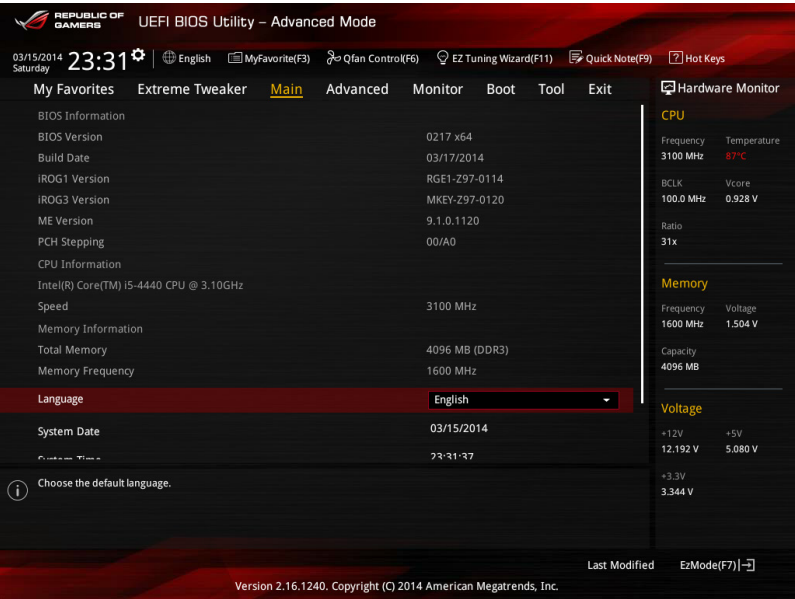 REPUBLIC OF
GAMERS
UEFI BIOS Utility – Advanced Mode
03/15/2014
Saturday
23:31
English
MyFavorite(F3)
Qfan Control(F6)
EZ Tuning Wizard(F11)
Quick Note(F9)
? Hot Keys
My Favorites
Extreme Tweaker
Main
Advanced
Monitor
Boot
Tool
Exit
BIOS Information
BIOS Version 0217 x64
Build Date 03/17/2014
iROG1 Version RGE1-Z97-0114
iROG3 Version MKEY-Z97-0120
ME Version 9.1.0.1120
PCH Stepping 00/A0
CPU Information
Intel(R) Core(TM) i5-4440 CPU @ 3.10GHz
Speed 3100 MHz
Memory Information
Total Memory 4096 MB (DDR3)
Memory Frequency 1600 MHz
Language English
System Date 03/15/2014
System Time 23:31:37
Choose the default language.
Hardware Monitor
CPU
Frequency Temperature
3100 MHz 87°C
BCLK Vcore
100.0 MHz 0.928 V
Ratio
31x
Memory
Frequency Voltage
1600 MHz 1.504 V
Capacity
4096 MB
Voltage
+12V +5V
12.192 V 5.080 V
+3.3V
3.344 V
Last Modified
EzMode(F7)
Version 2.16.1240. Copyright (C) 2014 American Megatrends, Inc.